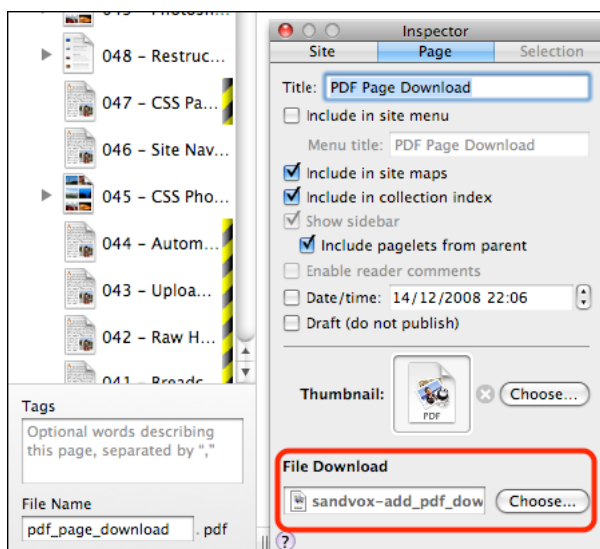 048 – Restruc...
047 – CSS Pa...
046 – Site Nav...
045 – CSS Pho...
044 – Autom...
043 – Uploa...
042 – Raw H...
Tags
Optional words describing
this page, separated by ","
File Name
pdf_page_download .pdf
Inspector
Site Page Selection
Title: PDF Page Download
Include in site menu
Menu title: PDF Page Download
Include in site maps
Include in collection index
Show sidebar
Include pagelets from parent
Enable reader comments
Date/time: 14/12/2008 22:06
Draft (do not publish)
Thumbnail: PDF Choose...
File Download
sandvox-add_pdf_dow Choose...
?